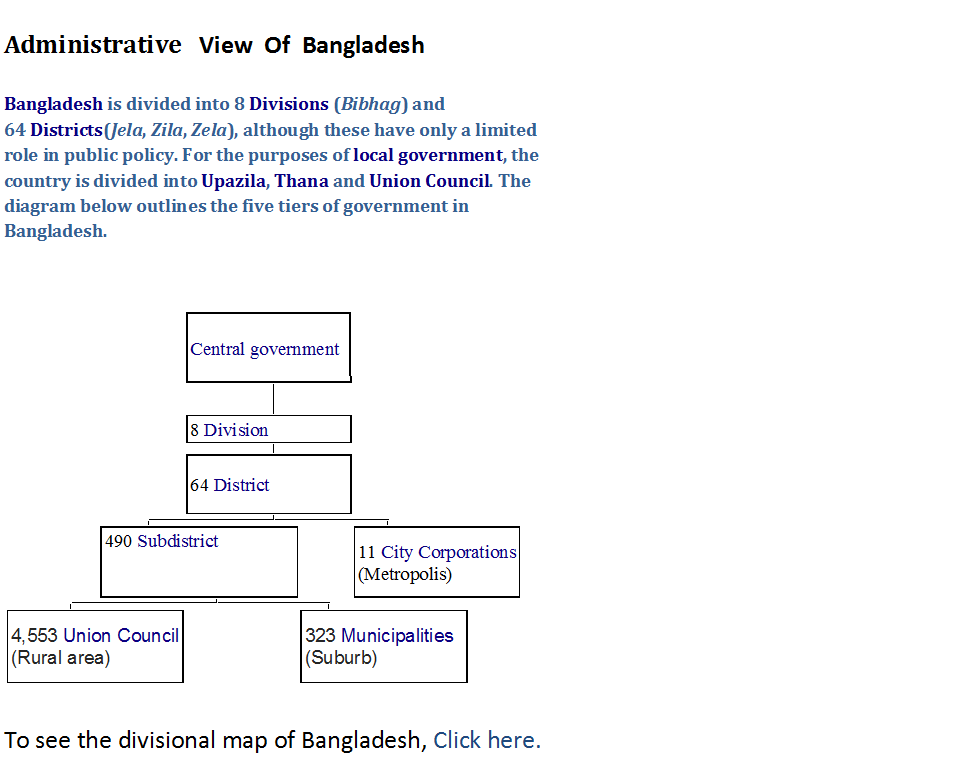 Administrative View Of Bangladesh
Bangladesh is divided into 8 Divisions (Bibhag) and
64 Districts(Jela, Zila, Zela), although these have only a limited
role in public policy. For the purposes of local government, the
country is divided into Upazila, Thana and Union Council. The
diagram below outlines the five tiers of government in
Bangladesh.
Central government
8 Division
64 District
490 Subdistrict
11 City Corporations
(Metropolis)
4,553 Union Council
(Rural area)
323 Municipalities
(Suburb)
To see the divisional map of Bangladesh, Click here.